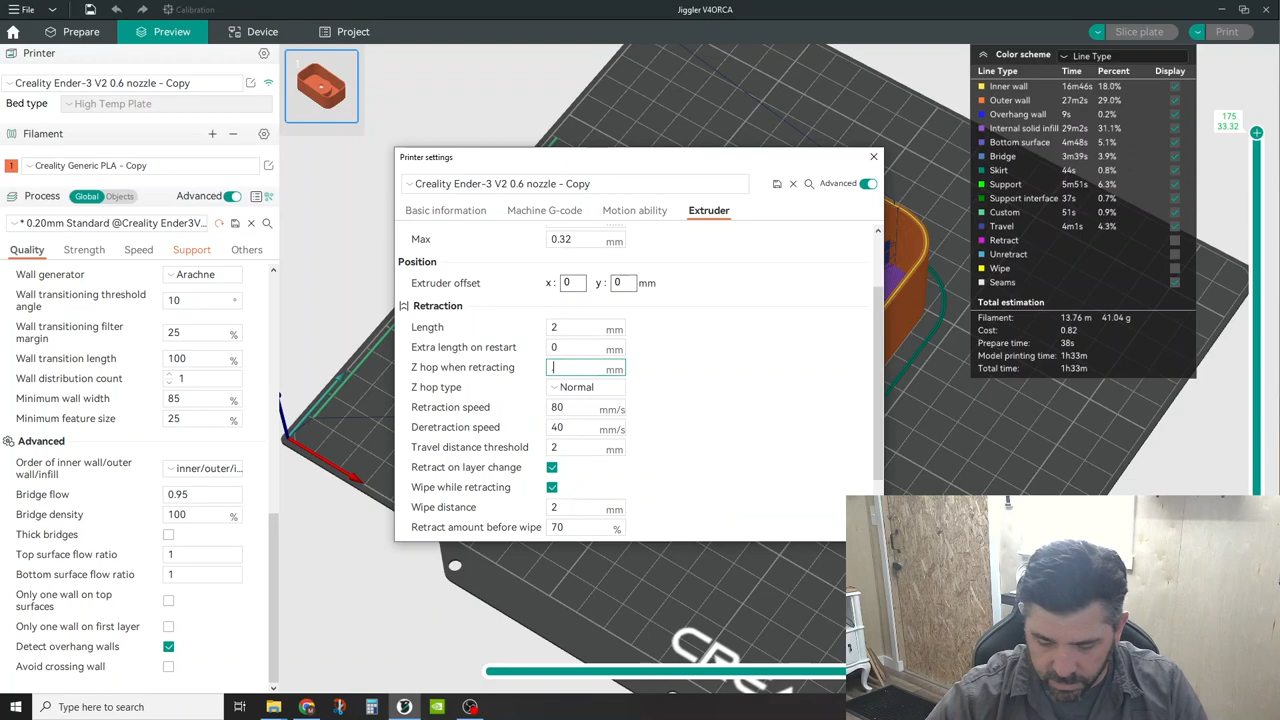 File
Calibration
Jiggler V4ORCA
Prepare
Preview
Device
Project
Slice plate
Print
Printer
Creality Ender-3 V2 0.6 nozzle - Copy
Bed type
High Temp Plate
Filament
1
Creality Generic PLA - Copy
Process
Global
Objects
Advanced
* 0.20mm Standard @Creality Ender3V...
Quality
Strength
Speed
Support
Others
Wall generator
Arachne
Wall transitioning threshold
angle
10
°
Wall transitioning filter
margin
25
%
Wall transition length
100
%
Wall distribution count
1
Minimum wall width
85
%
Minimum feature size
25
%
Advanced
Order of inner wall/outer
wall/infill
inner/outer/i...
Bridge flow
0.95
Bridge density
100
%
Thick bridges
Top surface flow ratio
1
Bottom surface flow ratio
1
Only one wall on top
surfaces
Only one wall on first layer
Detect overhang walls
Avoid crossing wall
1
Printer settings
Creality Ender-3 V2 0.6 nozzle - Copy
Advanced
Basic information
Machine G-code
Motion ability
Extruder
Max
0.32
mm
Position
Extruder offset
x :
0
y :
0
mm
Retraction
Length
2
mm
Extra length on restart
0
mm
Z hop when retracting
.
mm
Z hop type
Normal
Retraction speed
80
mm/s
Deretraction speed
40
mm/s
Travel distance threshold
2
mm
Retract on layer change
Wipe while retracting
Wipe distance
2
mm
Retract amount before wipe
70
%
Color scheme
Line Type
Line Type Time Percent Display
Inner wall 16m46s 18.0%
Outer wall 27m2s 29.0%
Overhang wall 9s 0.2%
Internal solid infill 29m2s 31.1%
Bottom surface 4m48s 5.1%
Bridge 3m39s 3.9%
Skirt 44s 0.8%
Support 5m51s 6.3%
Support interface 37s 0.7%
Custom 51s 0.9%
Travel 4m1s 4.3%
Retract
Unretract
Wipe
Seams
Total estimation
Filament: 13.76 m 41.04 g
Cost: 0.82
Prepare time: 38s
Model printing time: 1h33m
Total time: 1h33m
175
33.32
CREA
Type here to search